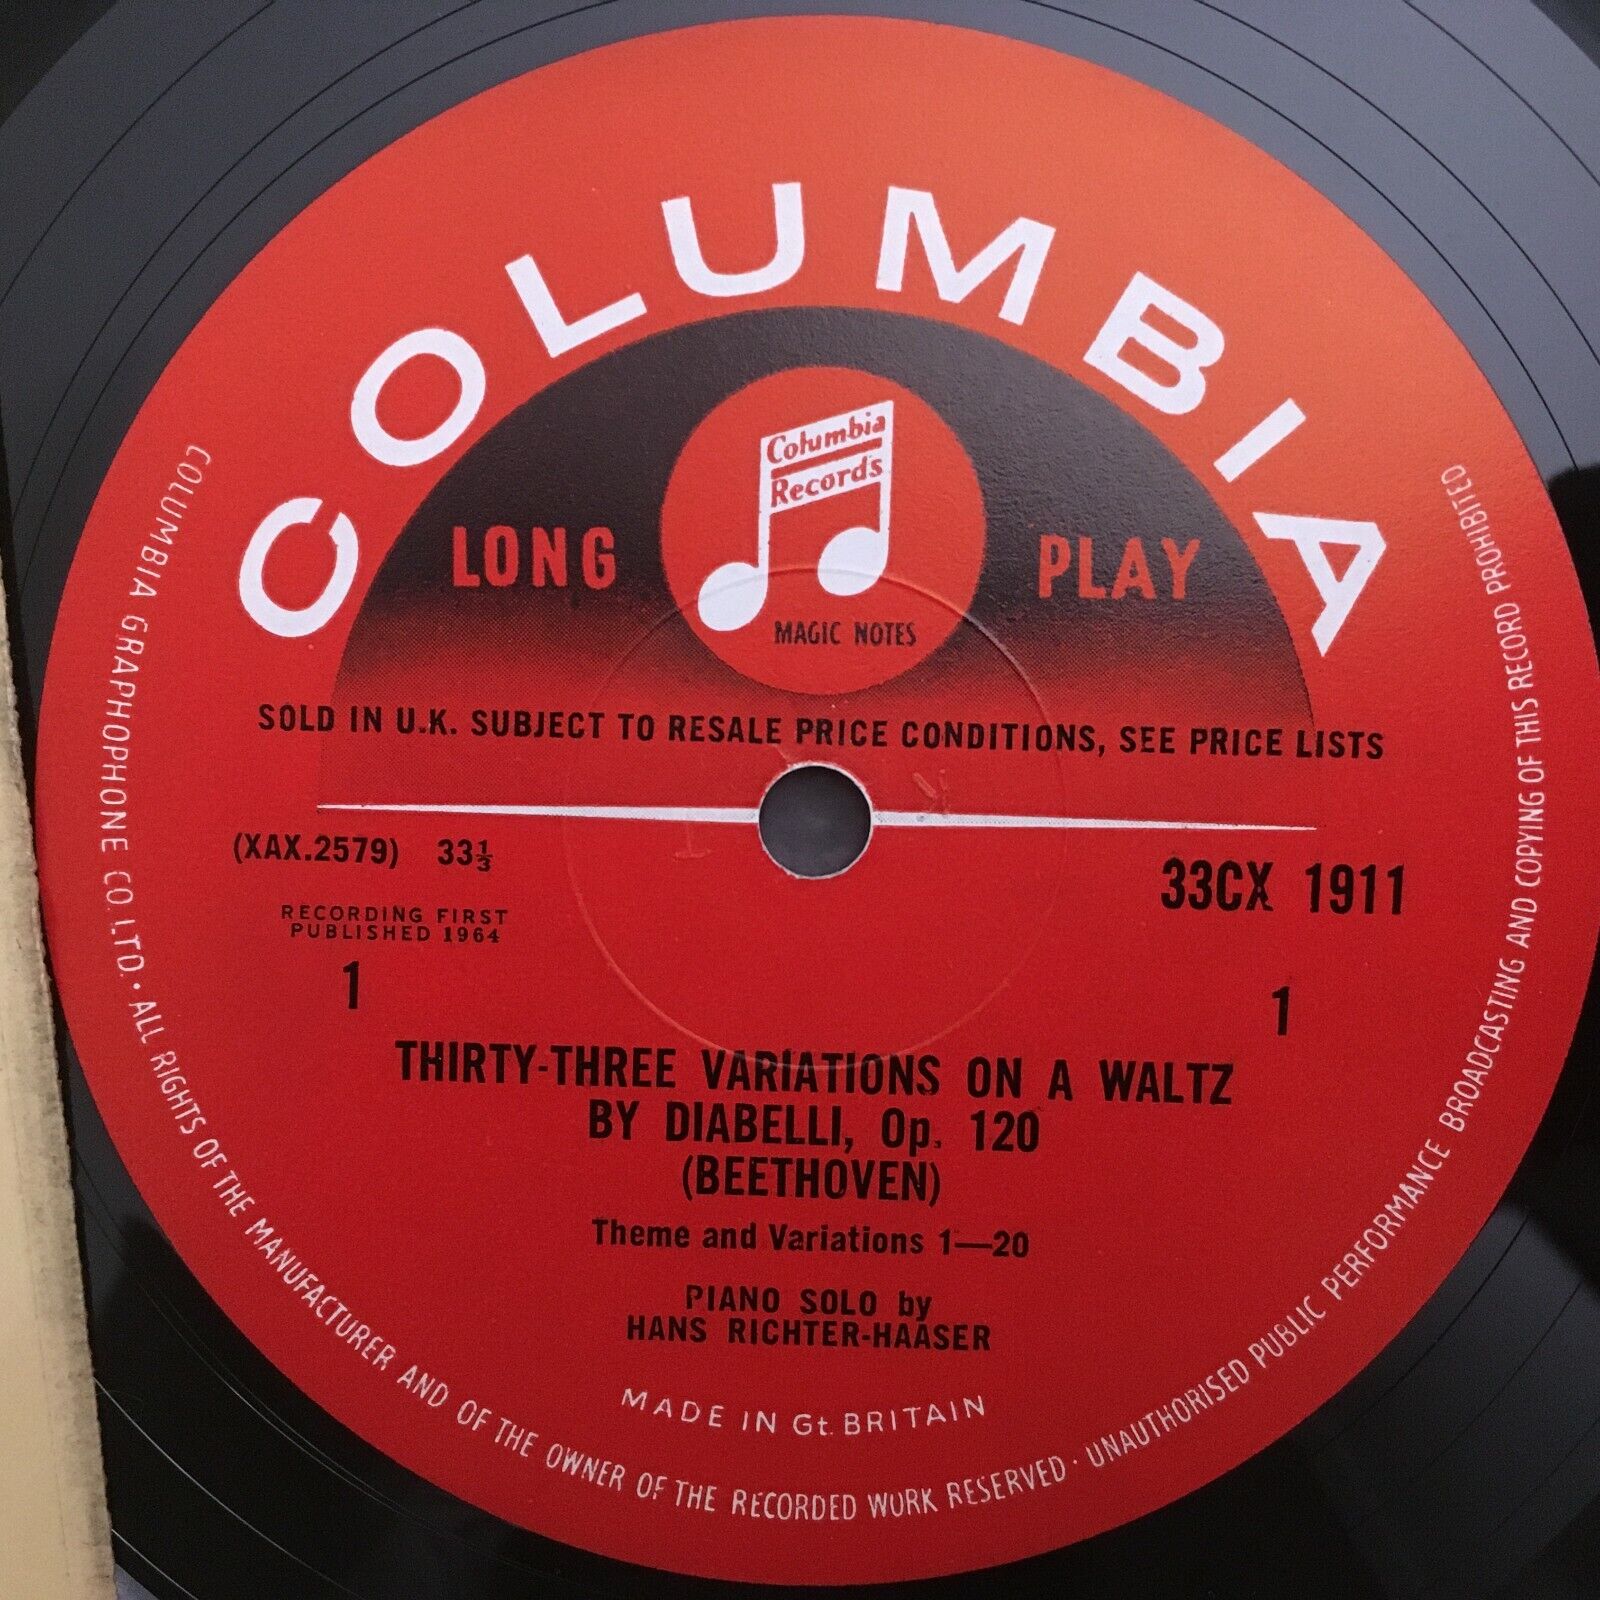 COLUMBIA
Columbia
Records
LONG PLAY
MAGIC NOTES
SOLD IN U.K. SUBJECT TO RESALE PRICE CONDITIONS, SEE PRICE LISTS
(XAX.2579) 33⅓
33CX 1911
RECORDING FIRST
PUBLISHED 1964
1 1
THIRTY-THREE VARIATIONS ON A WALTZ
BY DIABELLI, Op. 120
(BEETHOVEN)
Theme and Variations 1—20
PIANO SOLO by
HANS RICHTER-HAASER
MADE IN Gt. BRITAIN
COLUMBIA GRAPHOPHONE CO. LTD. · ALL RIGHTS OF THE MANUFACTURER AND OF THE OWNER OF THE RECORDED WORK RESERVED · UNAUTHORISED PUBLIC PERFORMANCE BROADCASTING AND COPYING OF THIS RECORD PROHIBITED